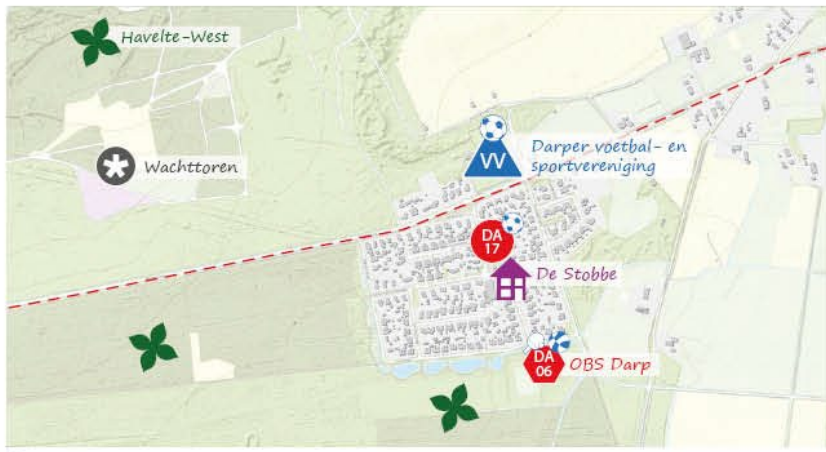 Havelte-West
Wachttoren
VV
Darper voetbal- en
sportvereniging
DA
17
De Stobbe
DA
06
OBS Darp